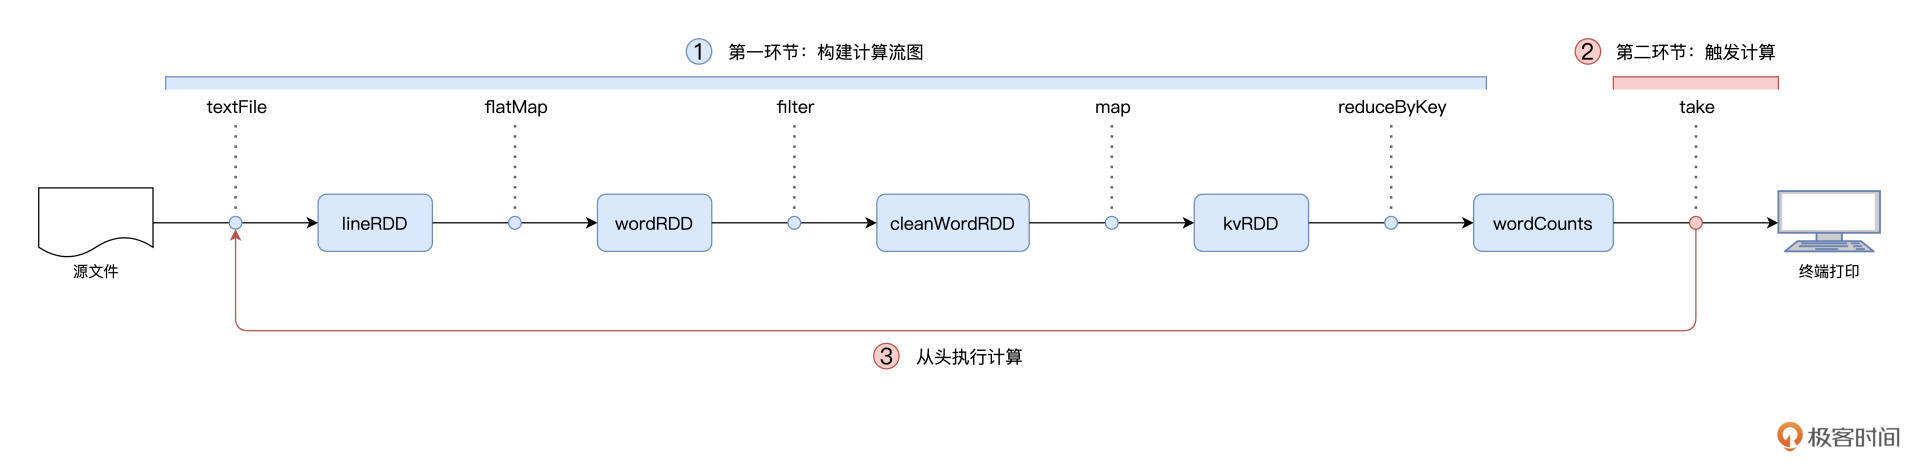 ① 第一环节：构建计算流图
② 第二环节：触发计算
textFile
flatMap
filter
map
reduceByKey
take
lineRDD
wordRDD
cleanWordRDD
kvRDD
wordCounts
源文件
终端打印
③ 从头执行计算
极客时间